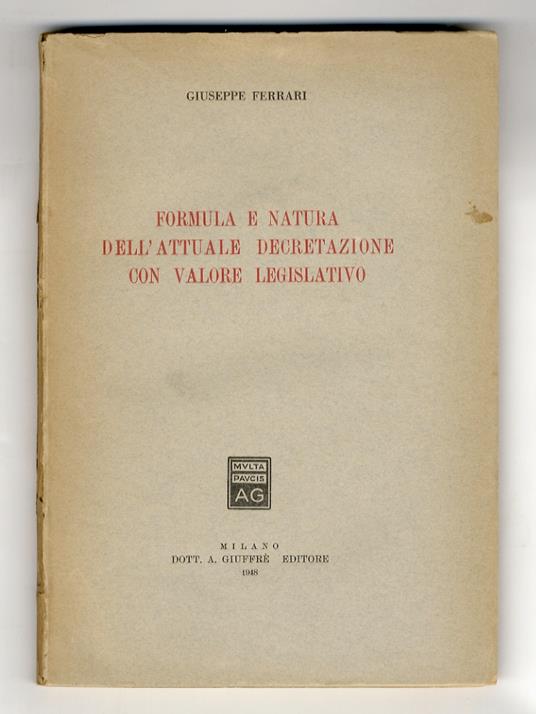 GIUSEPPE FERRARI
FORMULA E NATURA
DELL'ATTUALE DECRETAZIONE
CON VALORE LEGISLATIVO
MVLTA
PAVCIS
AG
MILANO
DOTT. A. GIUFFRÈ EDITORE
1948